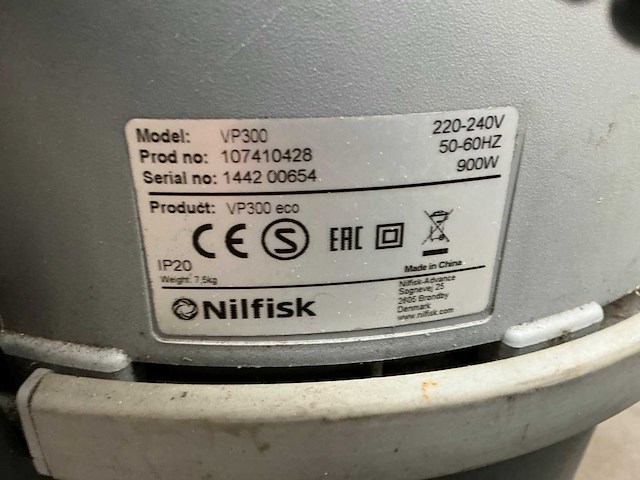 Model: VP300 220-240V
Prod no: 107410428 50-60HZ
Serial no: 1442 00654 900W
Product: VP300 eco
CE S EAC
IP20 Made in China
Weight: 7,5kg
Nilfisk-Advance
Sognevej 25
2605 Brondby
Denmark
www.nilfisk.com
Nilfisk